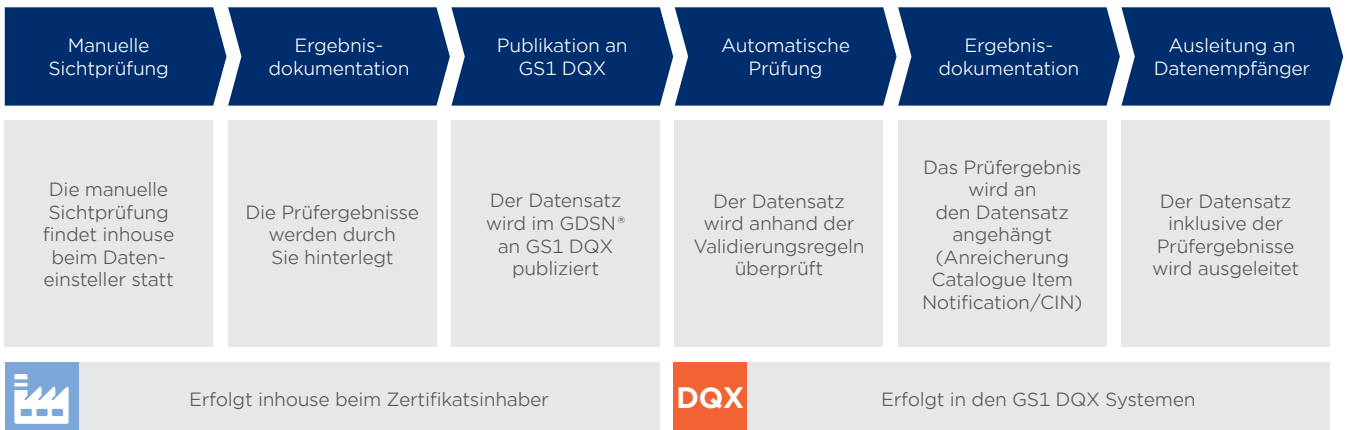 Manuelle
Sichtprüfung
Ergebnis-
dokumentation
Publikation an
GS1 DQX
Automatische
Prüfung
Ergebnis-
dokumentation
Ausleitung an
Datenempfänger
Die manuelle
Sichtprüfung
findet inhouse
beim Daten-
einsteller statt
Die Prüfergebnisse
werden durch
Sie hinterlegt
Der Datensatz
wird im GDSN®
an GS1 DQX
publiziert
Der Datensatz
wird anhand der
Validierungsregeln
überprüft
Das Prüfergebnis
wird an
den Datensatz
angehängt
(Anreicherung
Catalogue Item
Notification/CIN)
Der Datensatz
inklusive der
Prüfergebnisse
wird ausgeleitet
Erfolgt inhouse beim Zertifikatsinhaber
DQX
Erfolgt in den GS1 DQX Systemen